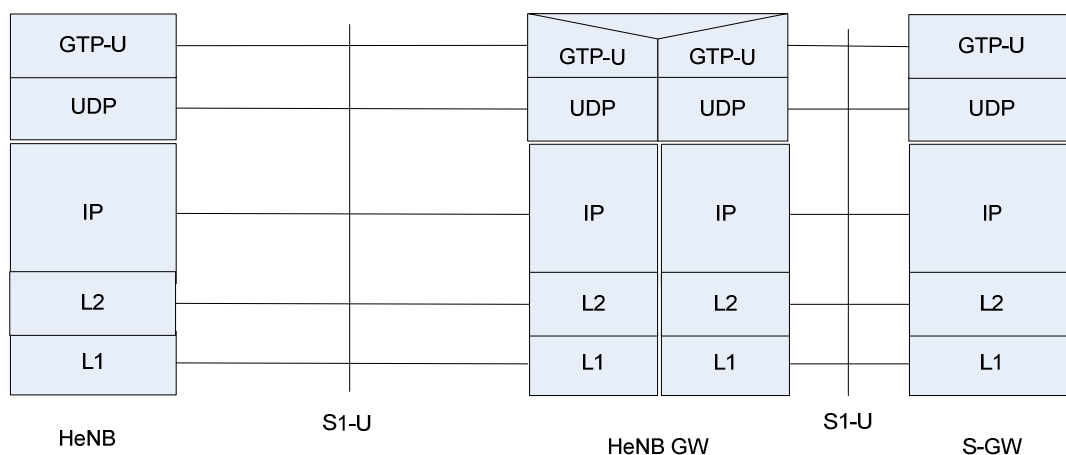 GTP-U GTP-U GTP-U GTP-U
UDP UDP UDP UDP
IP IP IP IP
L2 L2 L2 L2
L1 L1 L1 L1
HeNB S1-U HeNB GW S1-U S-GW